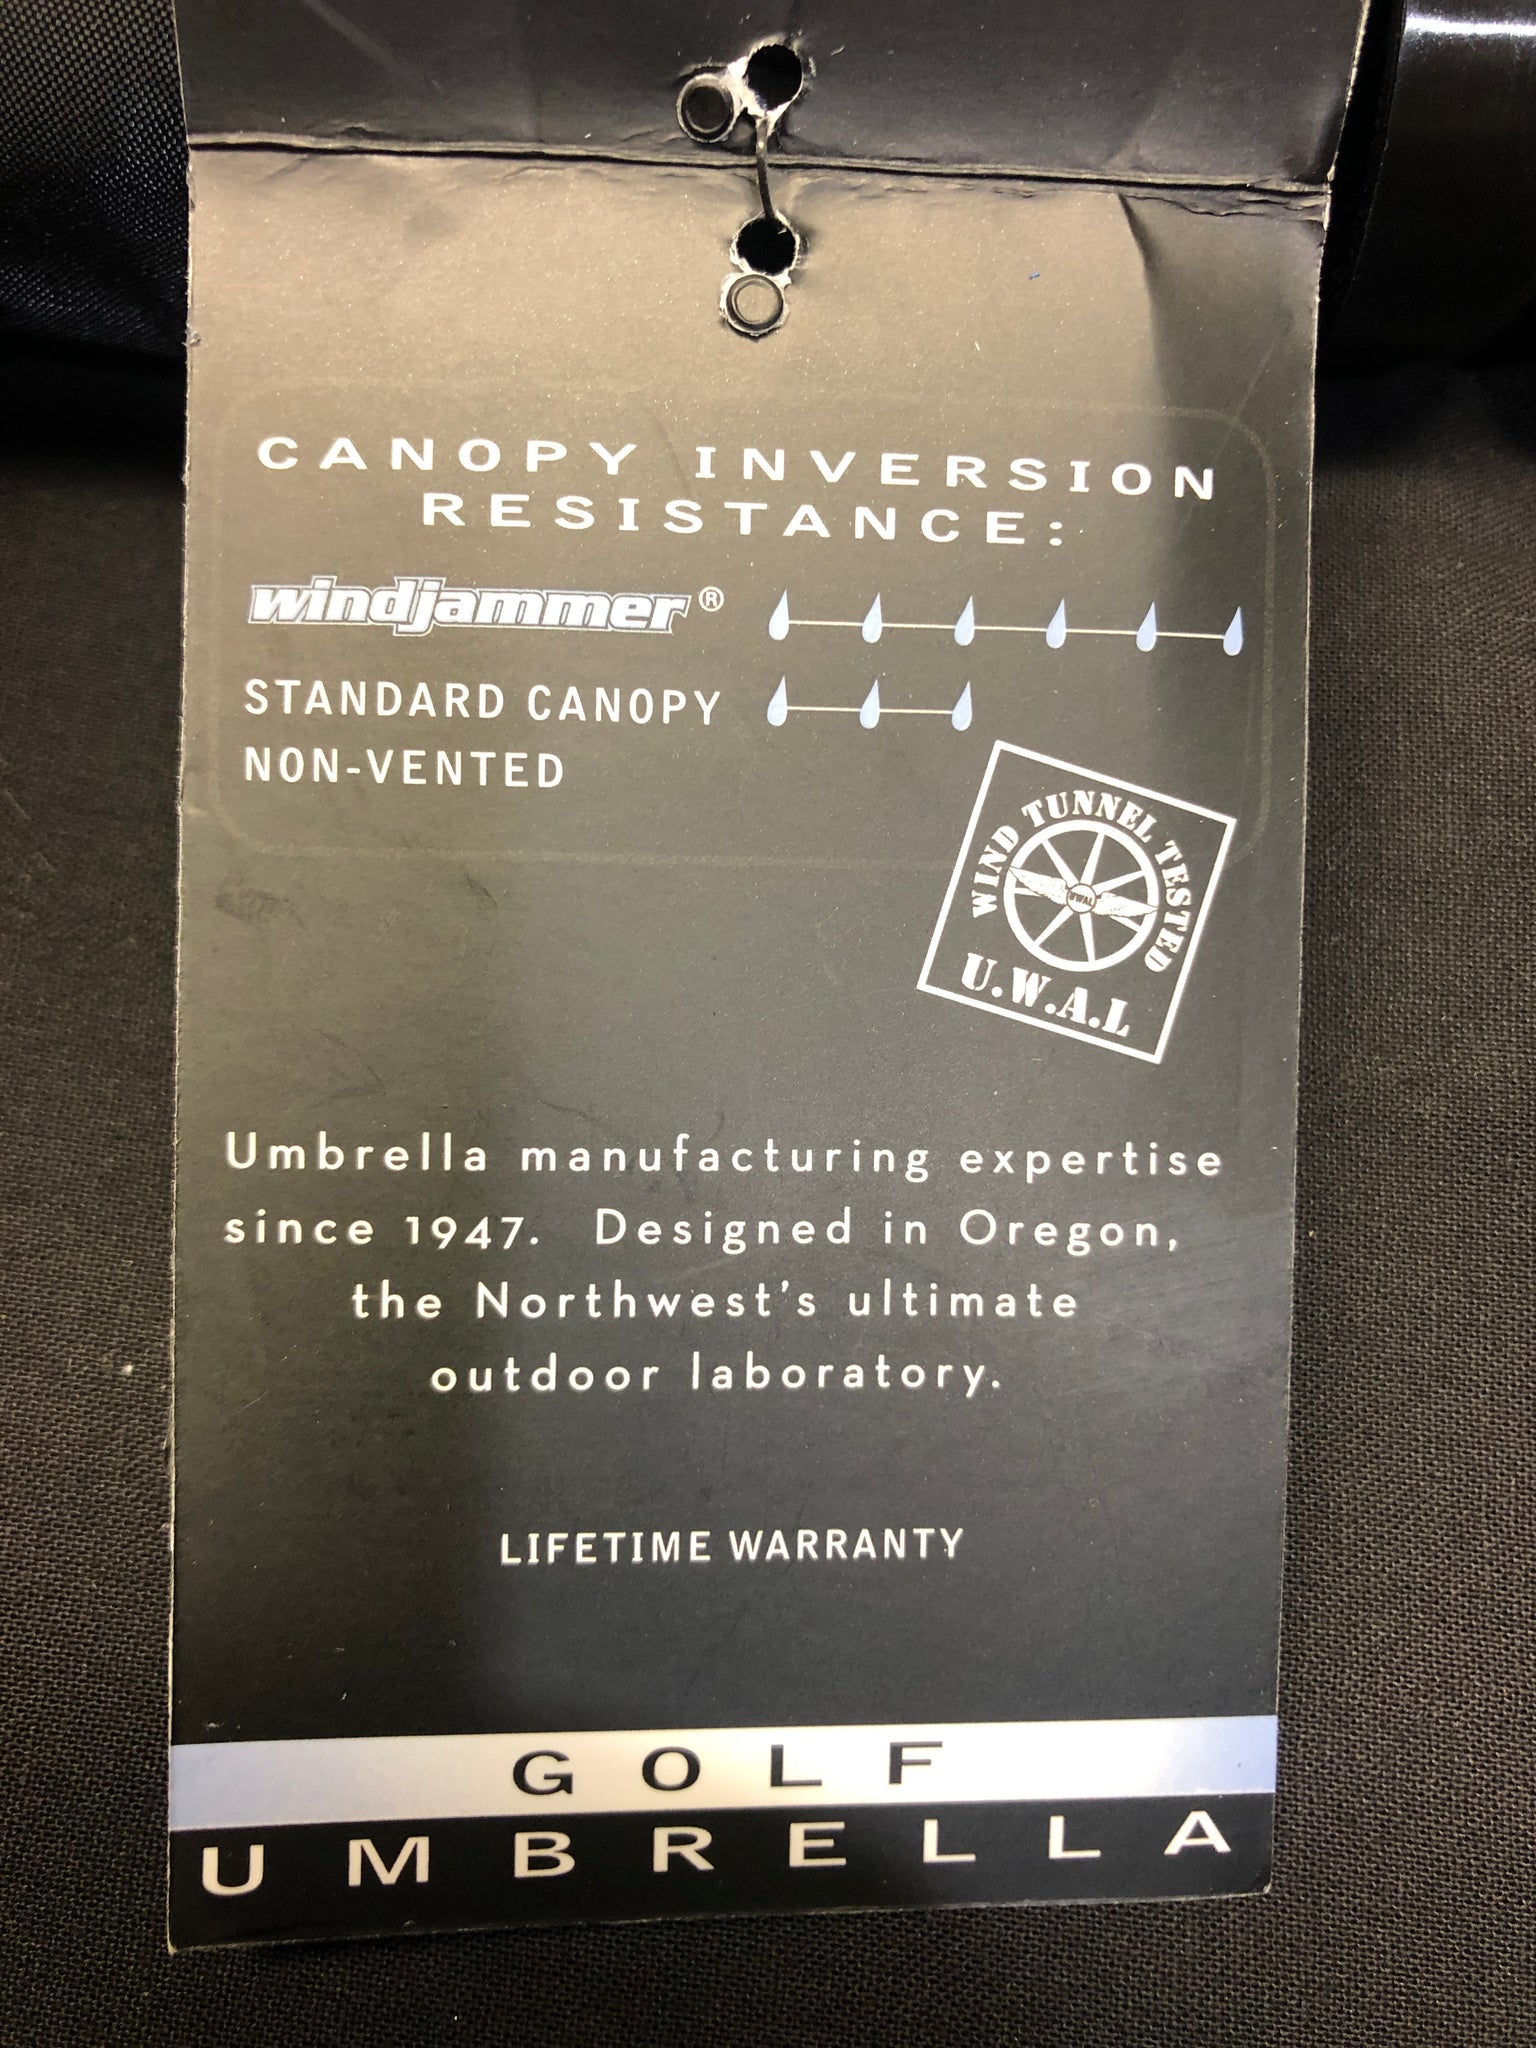 CANOPY INVERSION
RESISTANCE:
windjammer®
STANDARD CANOPY
NON-VENTED
WIND TUNNEL TESTED
UWAL
U.W.A.L
Umbrella manufacturing expertise
since 1947. Designed in Oregon,
the Northwest's ultimate
outdoor laboratory.
LIFETIME WARRANTY
GOLF
UMBRELLA